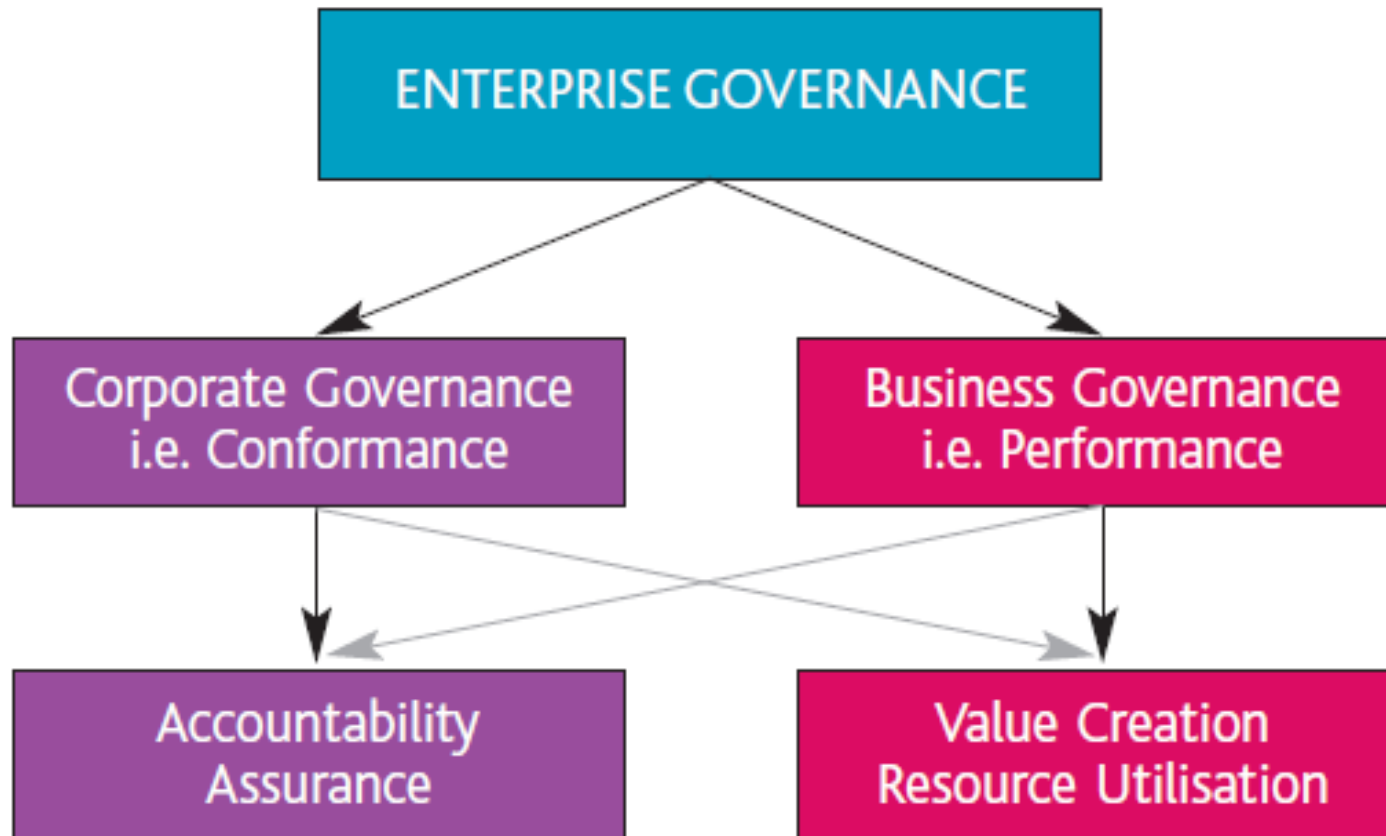 ENTERPRISE GOVERNANCE
Corporate Governance
i.e. Conformance
Business Governance
i.e. Performance
Accountability
Assurance
Value Creation
Resource Utilisation